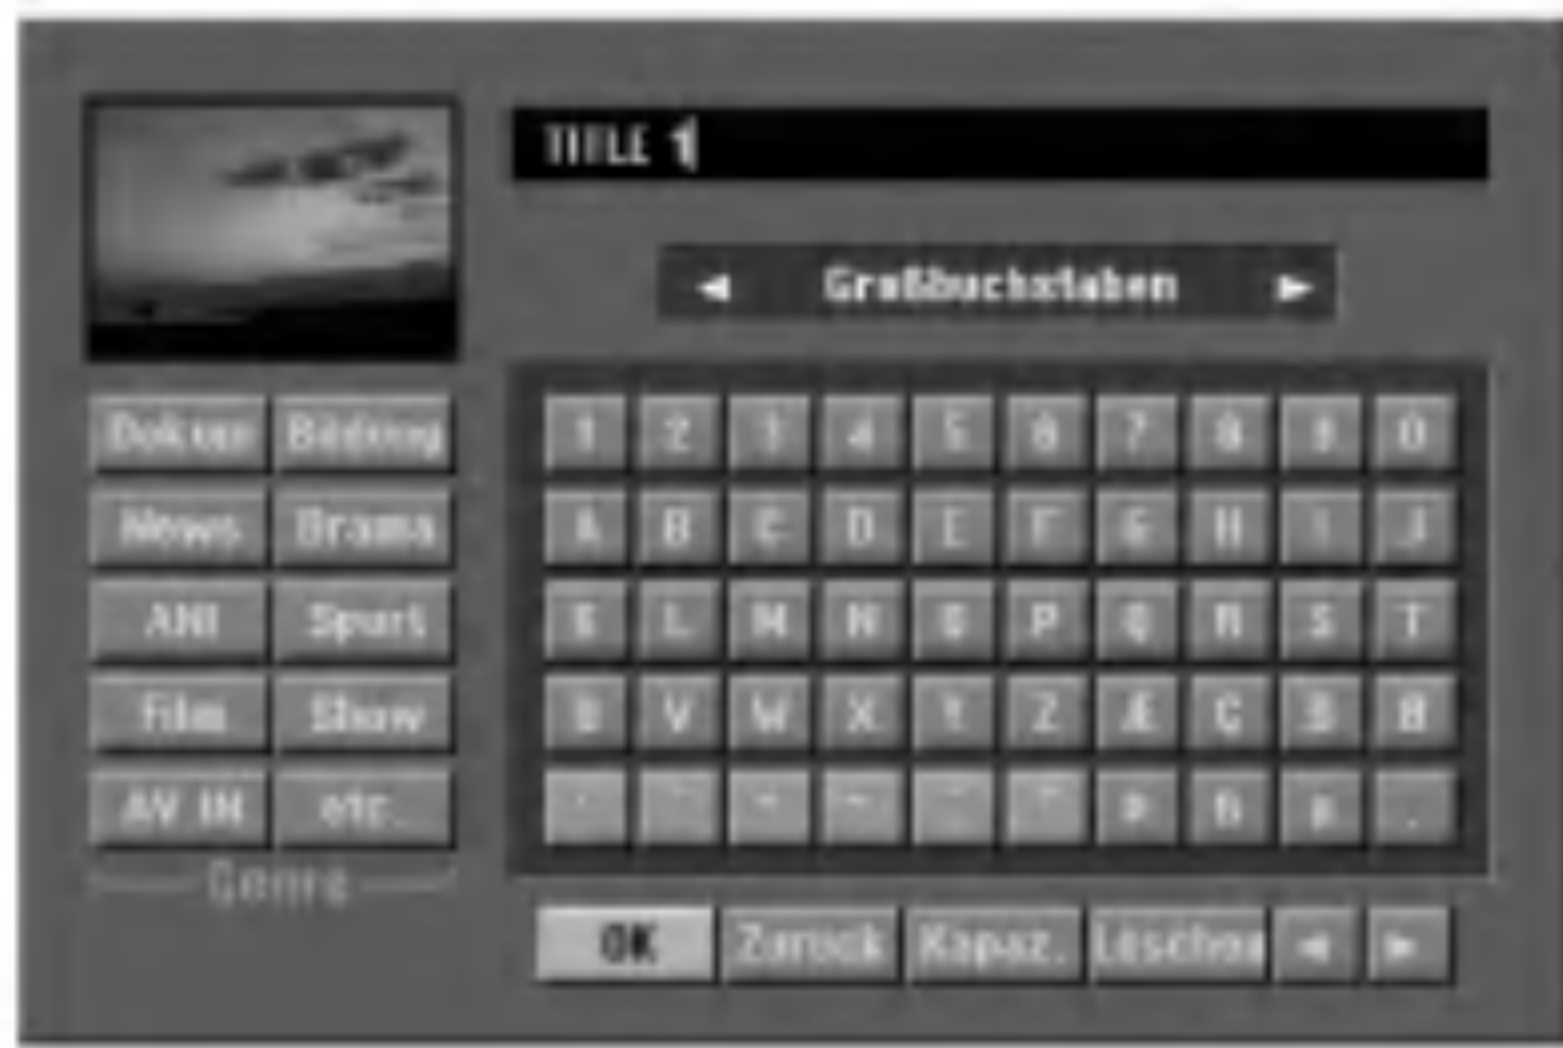 TITLE 1
◄ Großbuchstaben ►
1 2 3 4 5 6 7 8 9 0
A B C D E F G H I J
K L M N O P Q R S T
U V W X Y Z Æ Ç
News Drama
ANI Sport
Film Show
AV IN etc.
Genre
OK Zurück Kapaz. Löschen ◄ ►